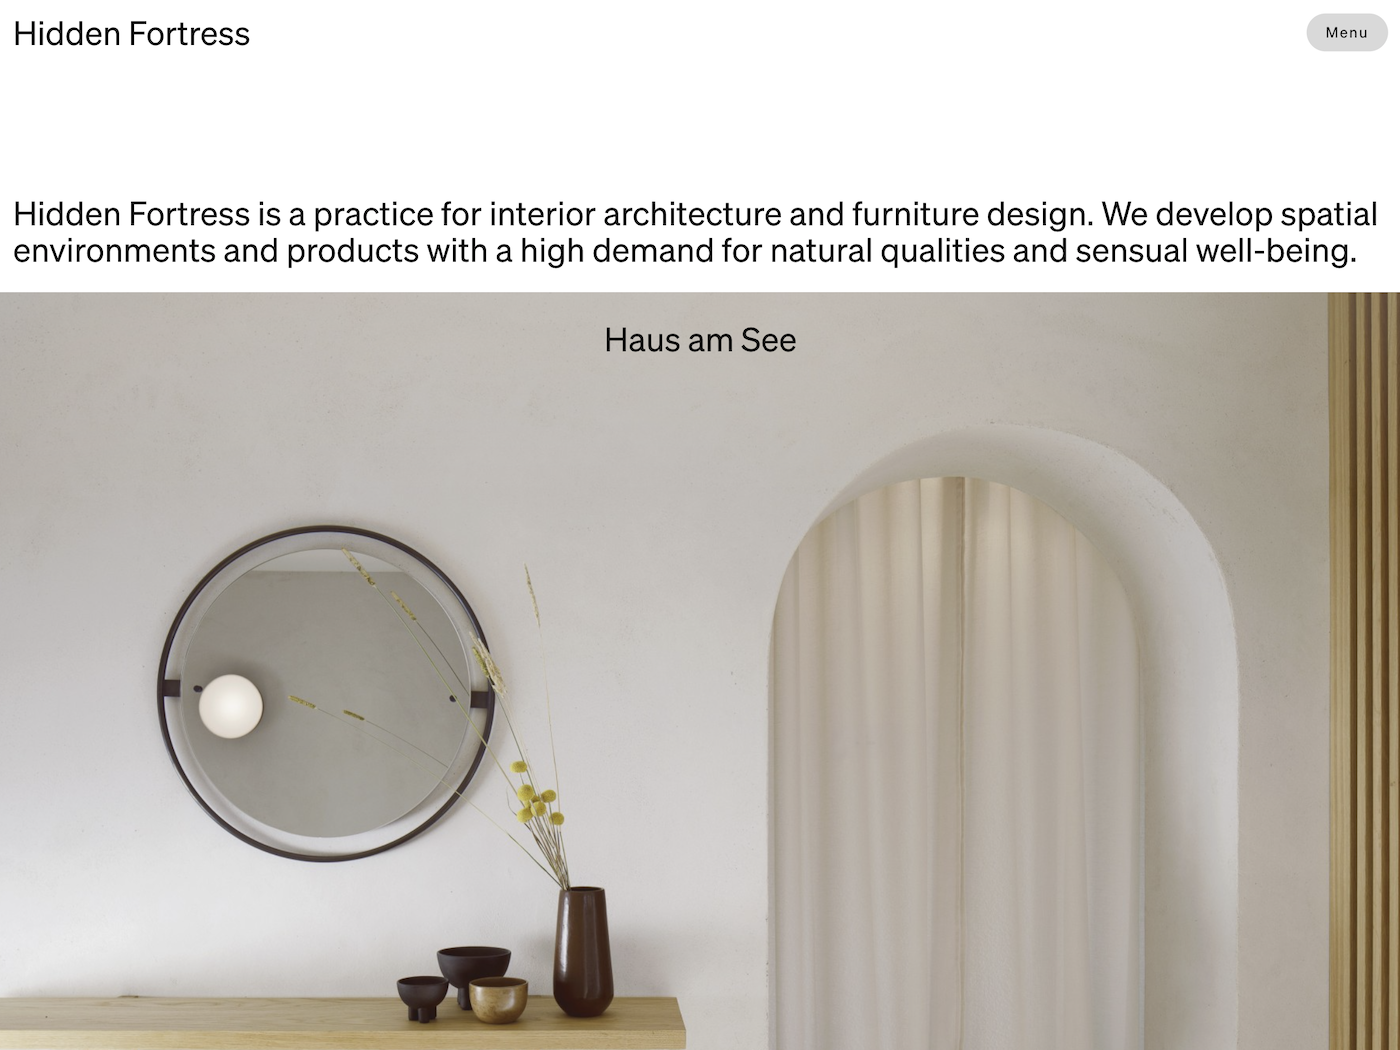 Hidden Fortress
Menu
Hidden Fortress is a practice for interior architecture and furniture design. We develop spatial
environments and products with a high demand for natural qualities and sensual well-being.
Haus am See